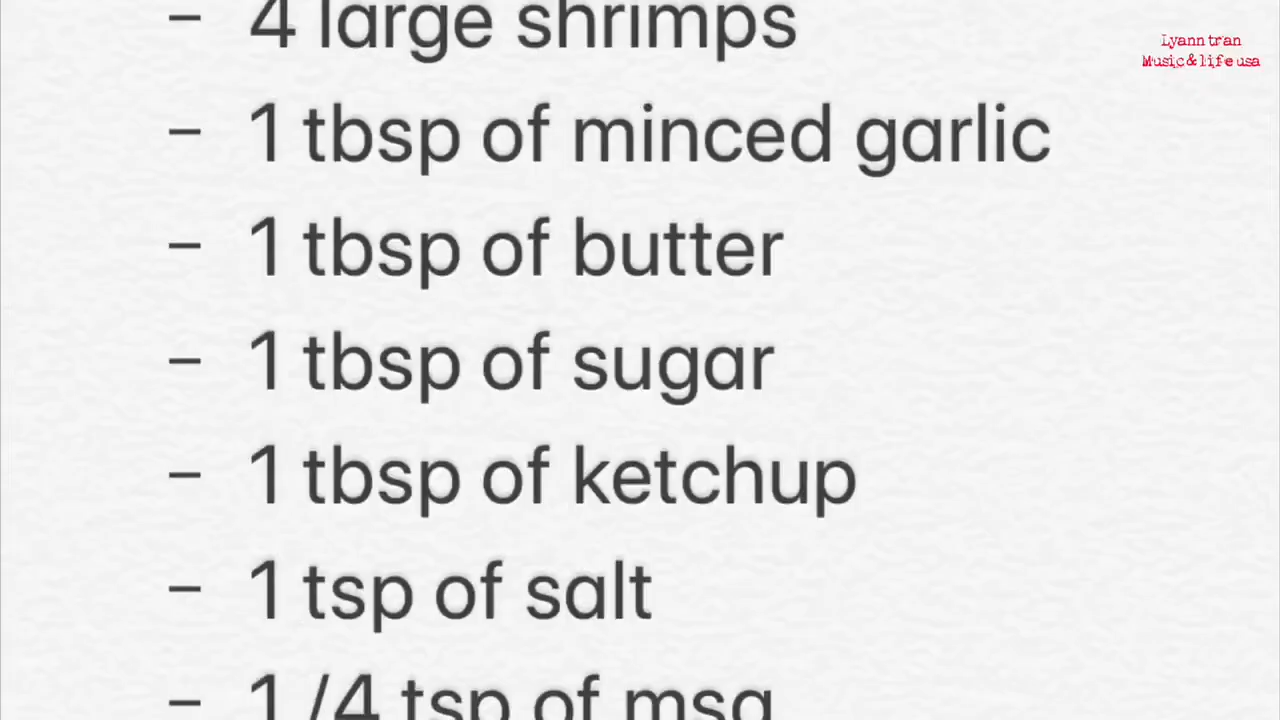 - 4 large shrimps
Lyann tran
Music & life usa
- 1 tbsp of minced garlic
- 1 tbsp of butter
- 1 tbsp of sugar
- 1 tbsp of ketchup
- 1 tsp of salt
- 1 /4 tsp of msg